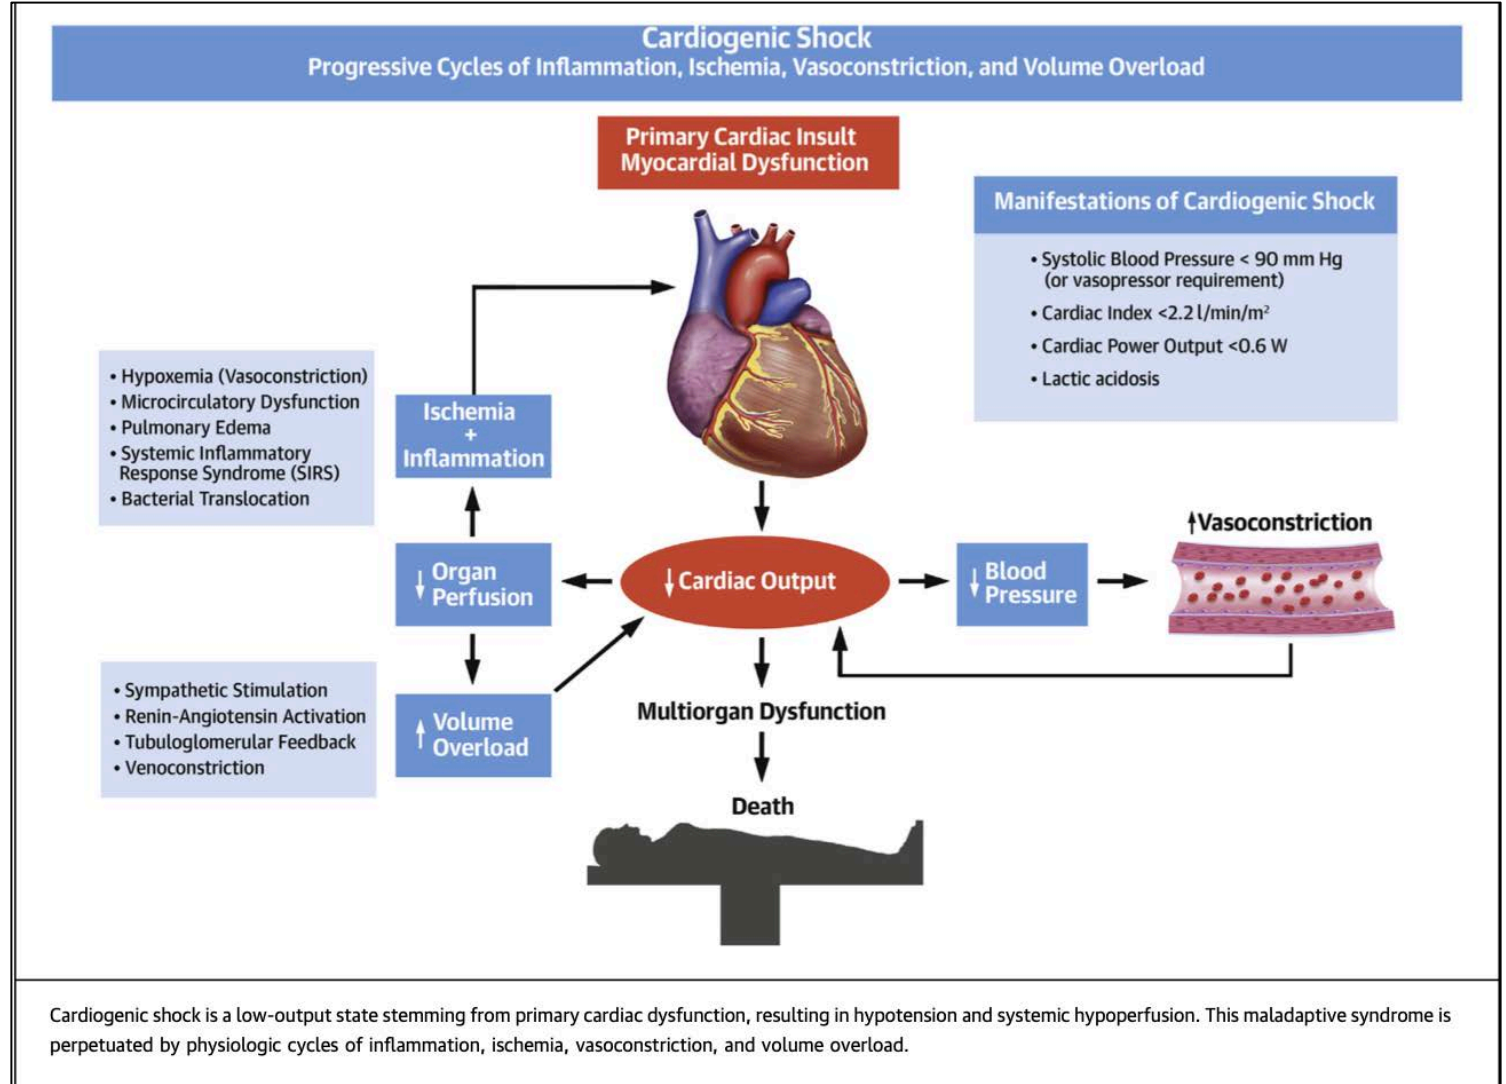 Cardiogenic Shock
Progressive Cycles of Inflammation, Ischemia, Vasoconstriction, and Volume Overload
Primary Cardiac Insult
Myocardial Dysfunction
Manifestations of Cardiogenic Shock
• Systolic Blood Pressure < 90 mm Hg
(or vasopressor requirement)
• Cardiac Index <2.2 l/min/m²
• Cardiac Power Output <0.6 W
• Lactic acidosis
• Hypoxemia (Vasoconstriction)
• Microcirculatory Dysfunction
• Pulmonary Edema
• Systemic Inflammatory
Response Syndrome (SIRS)
• Bacterial Translocation
Ischemia
+
Inflammation
↓ Organ
Perfusion
↓ Cardiac Output
↓ Blood
Pressure
↑Vasoconstriction
• Sympathetic Stimulation
• Renin-Angiotensin Activation
• Tubuloglomerular Feedback
• Venoconstriction
↑ Volume
Overload
Multiorgan Dysfunction
Death
Cardiogenic shock is a low-output state stemming from primary cardiac dysfunction, resulting in hypotension and systemic hypoperfusion. This maladaptive syndrome is
perpetuated by physiologic cycles of inflammation, ischemia, vasoconstriction, and volume overload.